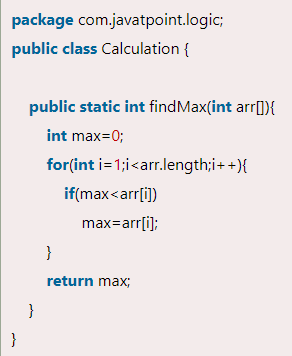 package com.javatpoint.logic;
public class Calculation {
public static int findMax(int arr[]){
int max=0;
for(int i=1;i<arr.length;i++){
if(max<arr[i])
max=arr[i];
}
return max;
}
}